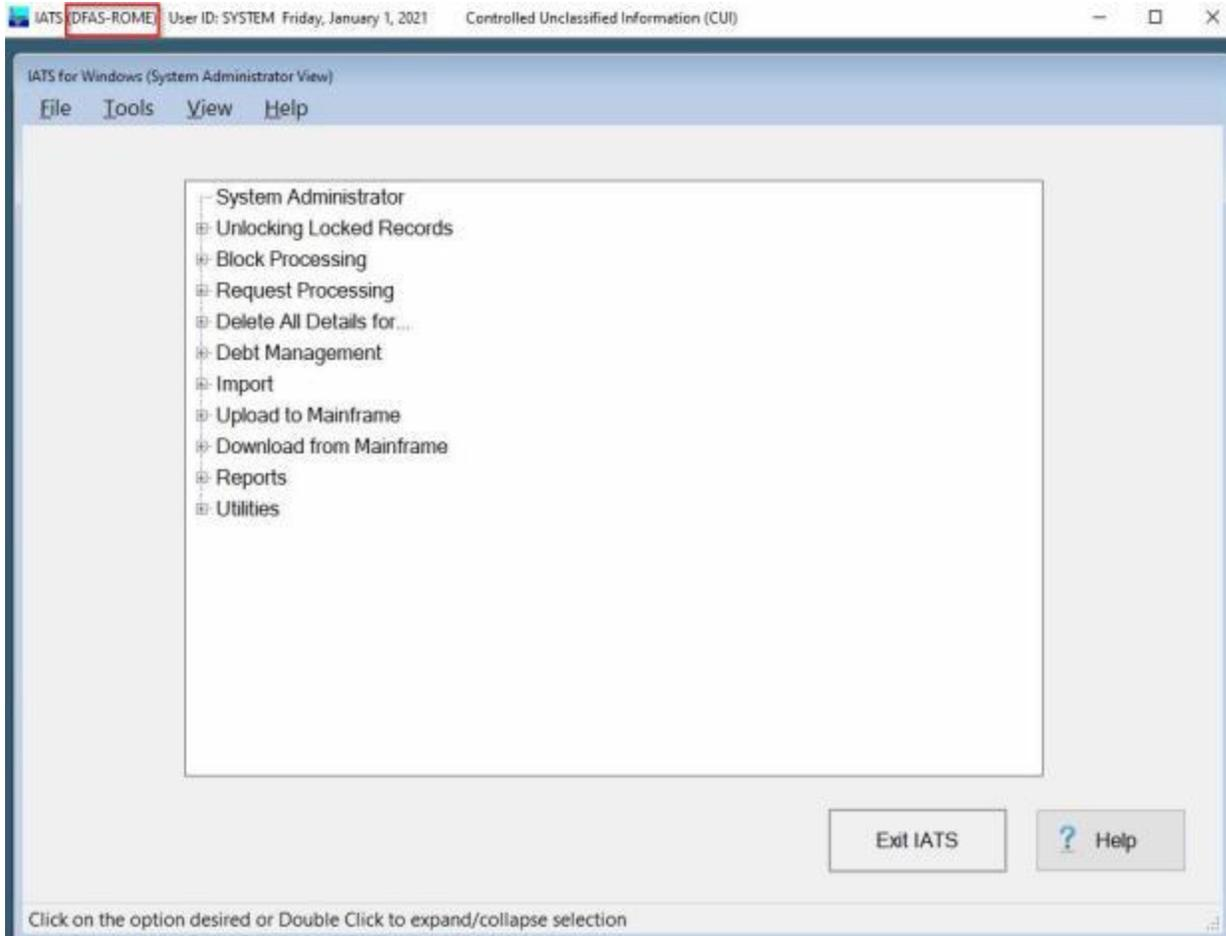 IATS (DFAS-ROME) User ID: SYSTEM Friday, January 1, 2021 Controlled Unclassified Information (CUI)
IATS for Windows (System Administrator View)
File Tools View Help
System Administrator
Unlocking Locked Records
Block Processing
Request Processing
Delete All Details for...
Debt Management
Import
Upload to Mainframe
Download from Mainframe
Reports
Utilities
Exit IATS
? Help
Click on the option desired or Double Click to expand/collapse selection